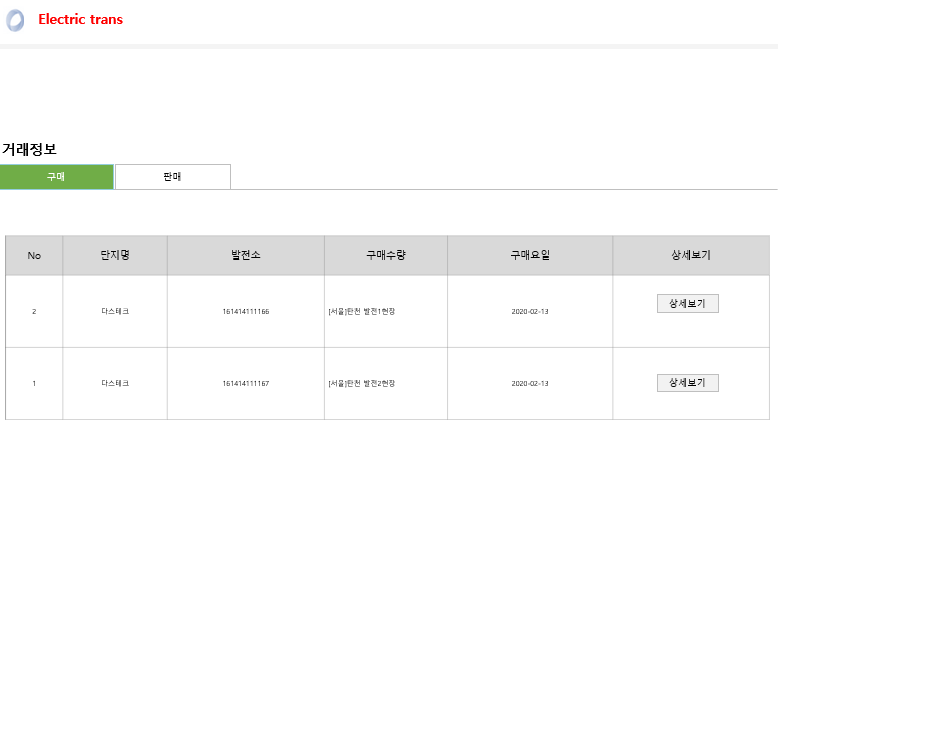 Electric trans
거래정보
구매 판매
No 단지명 발전소 구매수량 구매요일 상세보기
2 다스테크 161414111166 [서울]탄천 발전1현장 2020-02-13 상세보기
1 다스테크 161414111167 [서울]탄천 발전2현장 2020-02-13 상세보기